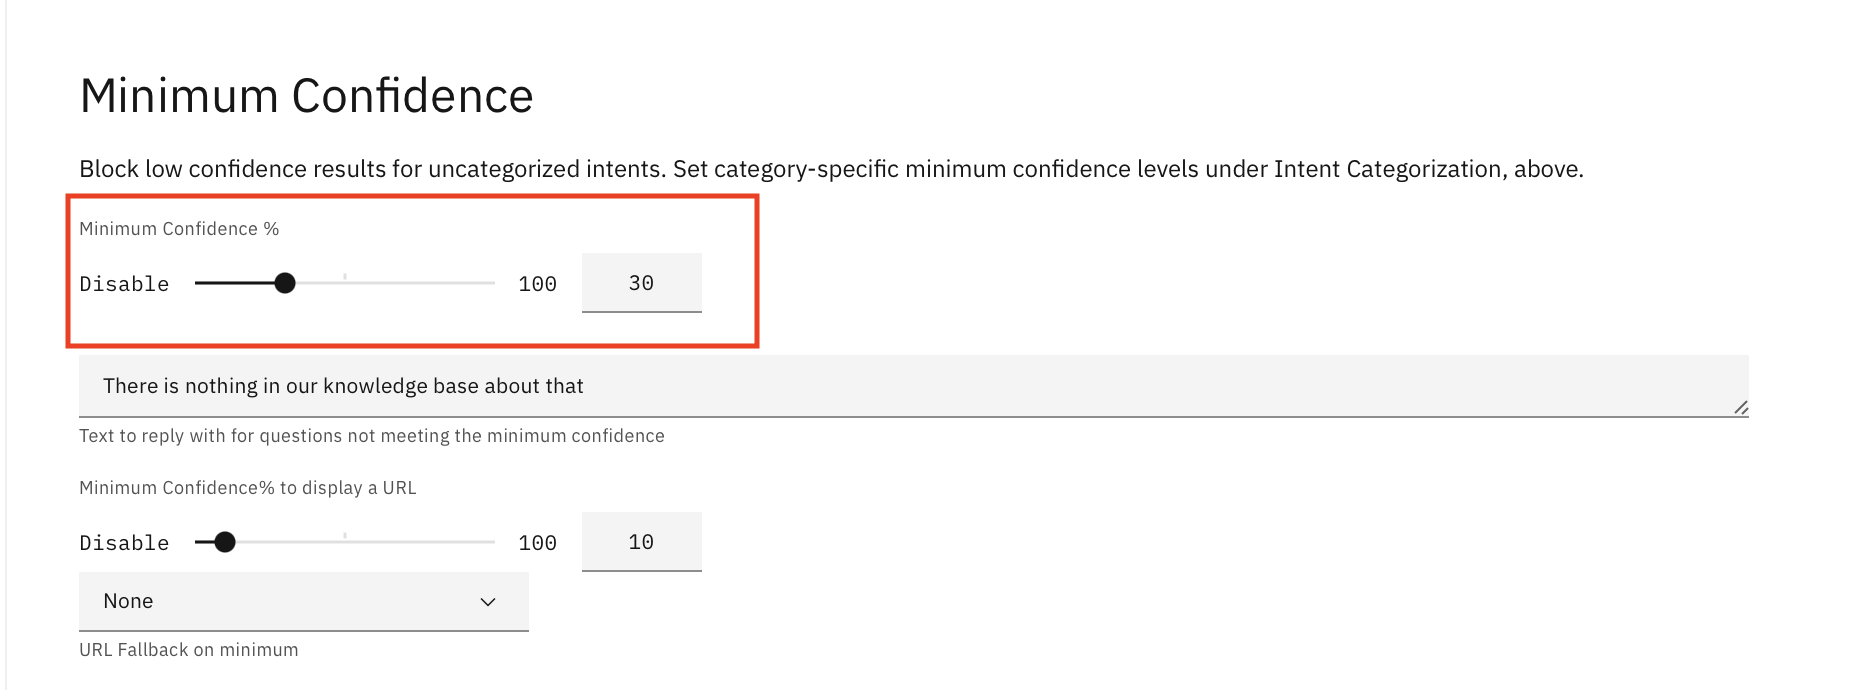 Minimum Confidence
Block low confidence results for uncategorized intents. Set category-specific minimum confidence levels under Intent Categorization, above.
Minimum Confidence %
Disable 100 30
There is nothing in our knowledge base about that
Text to reply with for questions not meeting the minimum confidence
Minimum Confidence% to display a URL
Disable 100 10
None
URL Fallback on minimum